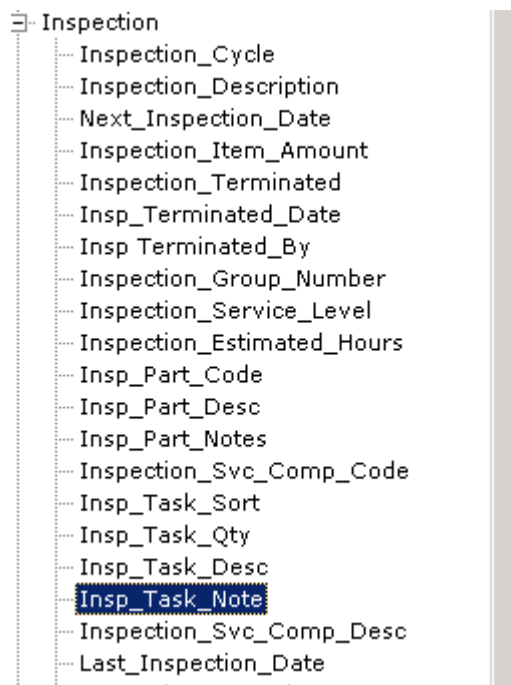 Inspection
Inspection_Cycle
Inspection_Description
Next_Inspection_Date
Inspection_Item_Amount
Inspection_Terminated
Insp_Terminated_Date
Insp Terminated_By
Inspection_Group_Number
Inspection_Service_Level
Inspection_Estimated_Hours
Insp_Part_Code
Insp_Part_Desc
Insp_Part_Notes
Inspection_Svc_Comp_Code
Insp_Task_Sort
Insp_Task_Qty
Insp_Task_Desc
Insp_Task_Note
Inspection_Svc_Comp_Desc
Last_Inspection_Date